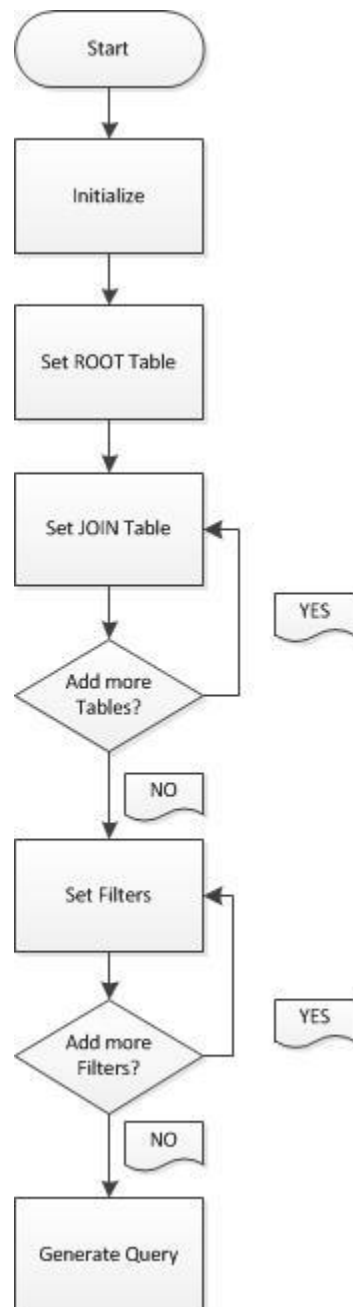 Start
Initialize
Set ROOT Table
Set JOIN Table
YES
Add more
Tables?
NO
Set Filters
YES
Add more
Filters?
NO
Generate Query